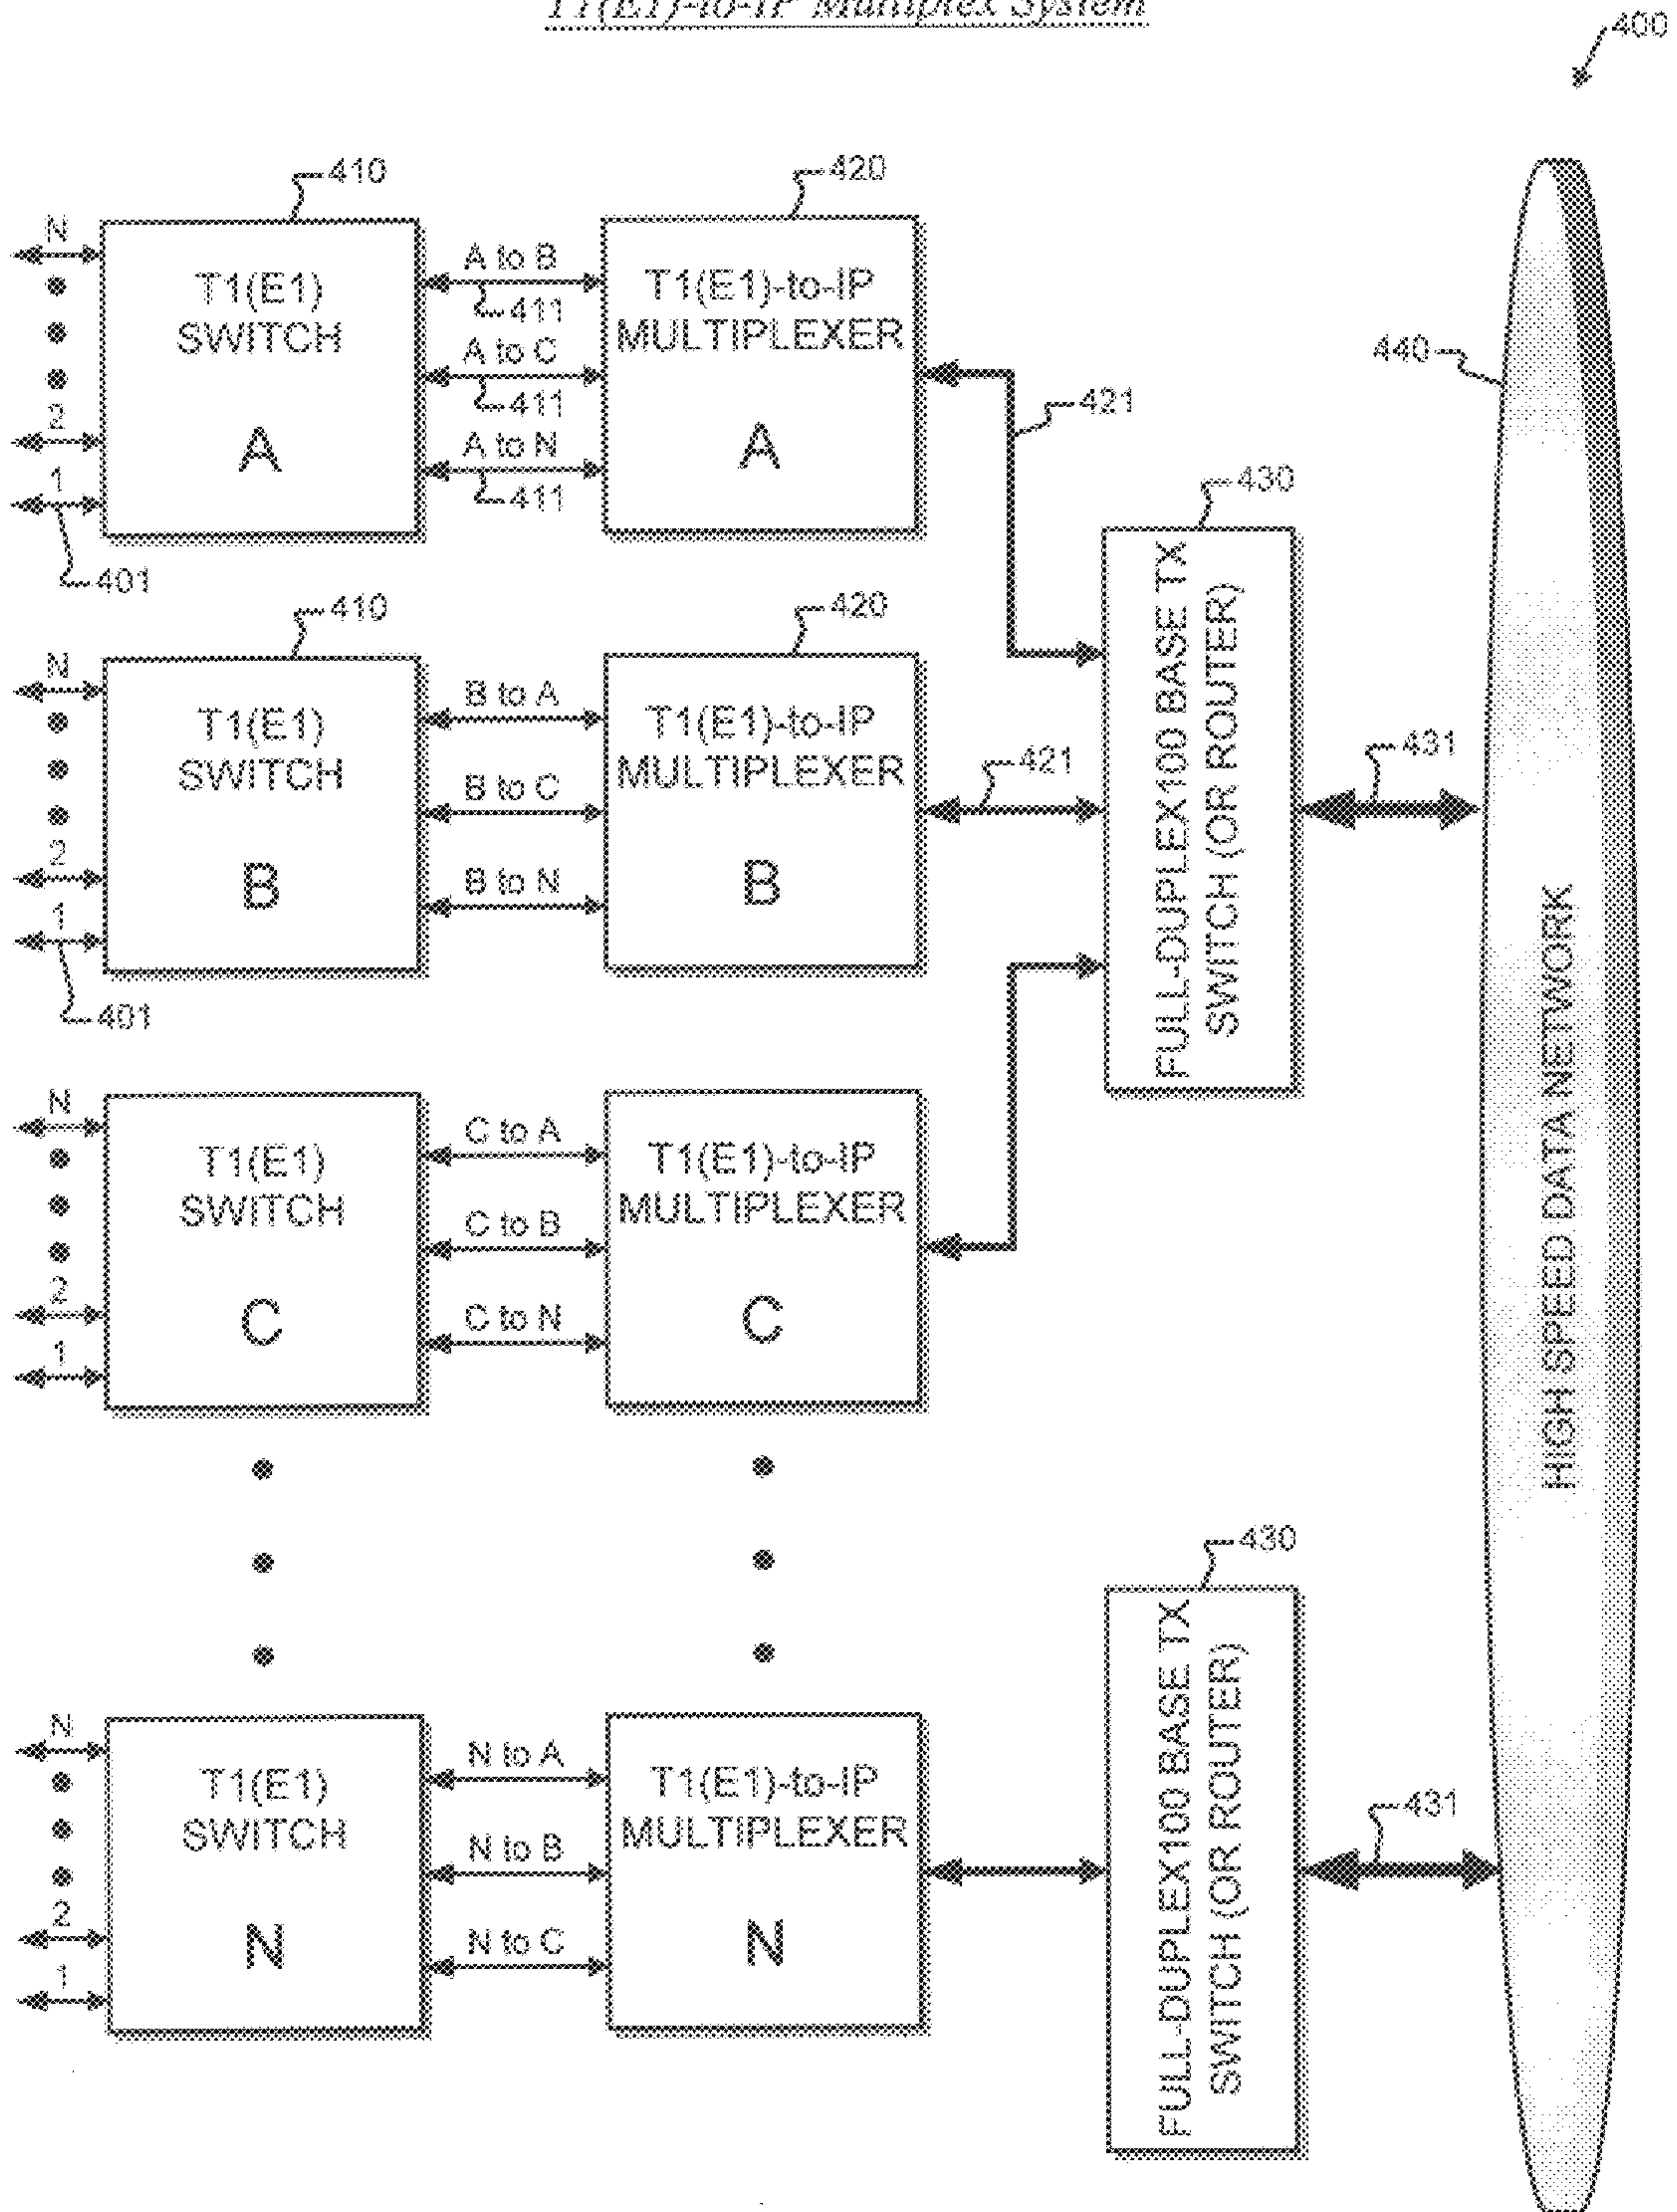 T1(E1)-to-IP Multiplex System
400
410
420
N
2
1
401
T1(E1)
SWITCH
A
A to B
411
A to C
411
A to N
411
T1(E1)-to-IP
MULTIPLEXER
A
421
440
430
FULL-DUPLEX100 BASE TX
SWITCH (OR ROUTER)
431
HIGH SPEED DATA NETWORK
410
420
N
2
1
401
T1(E1)
SWITCH
B
B to A
B to C
B to N
T1(E1)-to-IP
MULTIPLEXER
B
421
N
2
1
T1(E1)
SWITCH
C
C to A
C to B
C to N
T1(E1)-to-IP
MULTIPLEXER
C
N
2
1
T1(E1)
SWITCH
N
N to A
N to B
N to C
T1(E1)-to-IP
MULTIPLEXER
N
430
FULL-DUPLEX100 BASE TX
SWITCH (OR ROUTER)
431